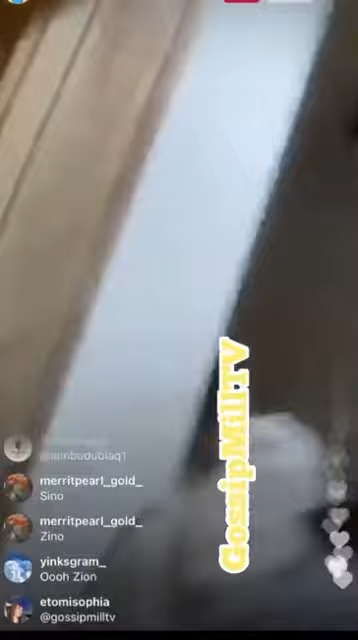 merritpearl_gold_
Sino
merritpearl_gold_
Zino
yinksgram_
Oooh Zion
etomisophia
@gossipmilltv
GossipMillTV